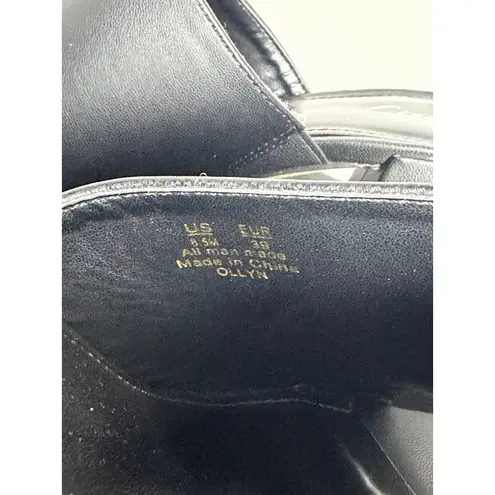 US EUR
8.5M 39
All man made
Made in China
OLLYN